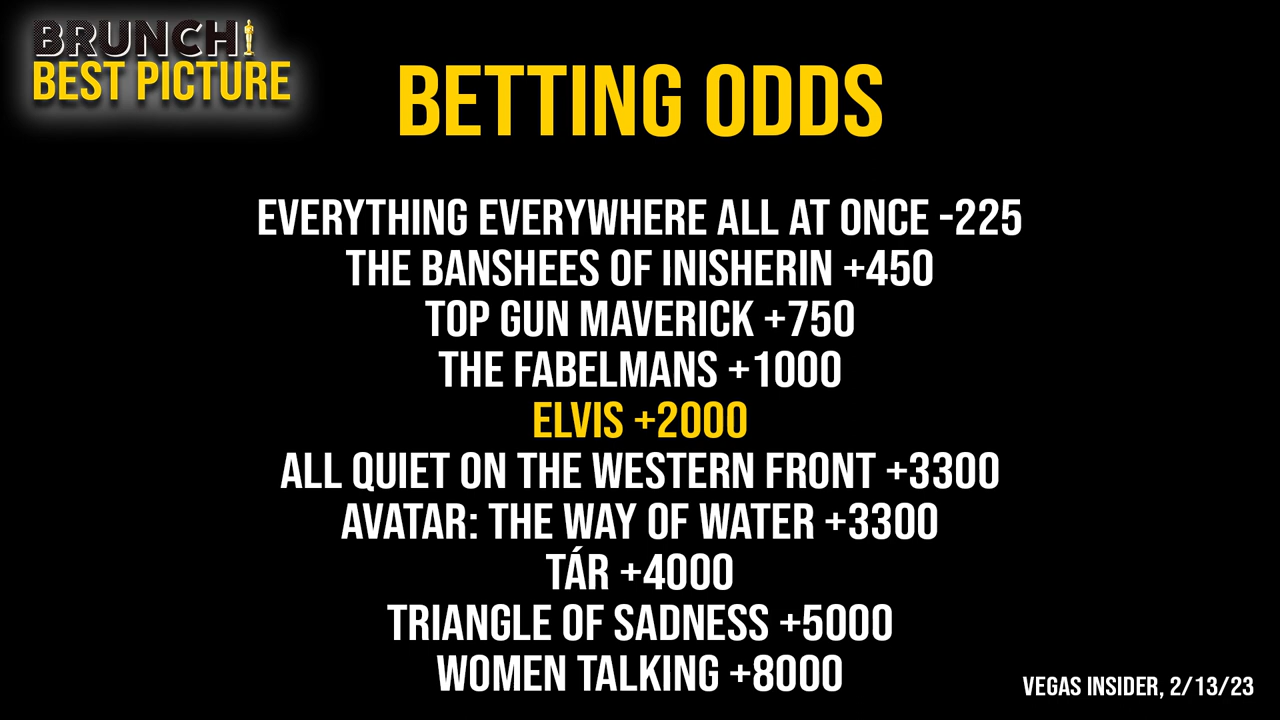 BRUNCH
BEST PICTURE
BETTING ODDS
EVERYTHING EVERYWHERE ALL AT ONCE -225
THE BANSHEES OF INISHERIN +450
TOP GUN MAVERICK +750
THE FABELMANS +1000
ELVIS +2000
ALL QUIET ON THE WESTERN FRONT +3300
AVATAR: THE WAY OF WATER +3300
TÁR +4000
TRIANGLE OF SADNESS +5000
WOMEN TALKING +8000
VEGAS INSIDER, 2/13/23